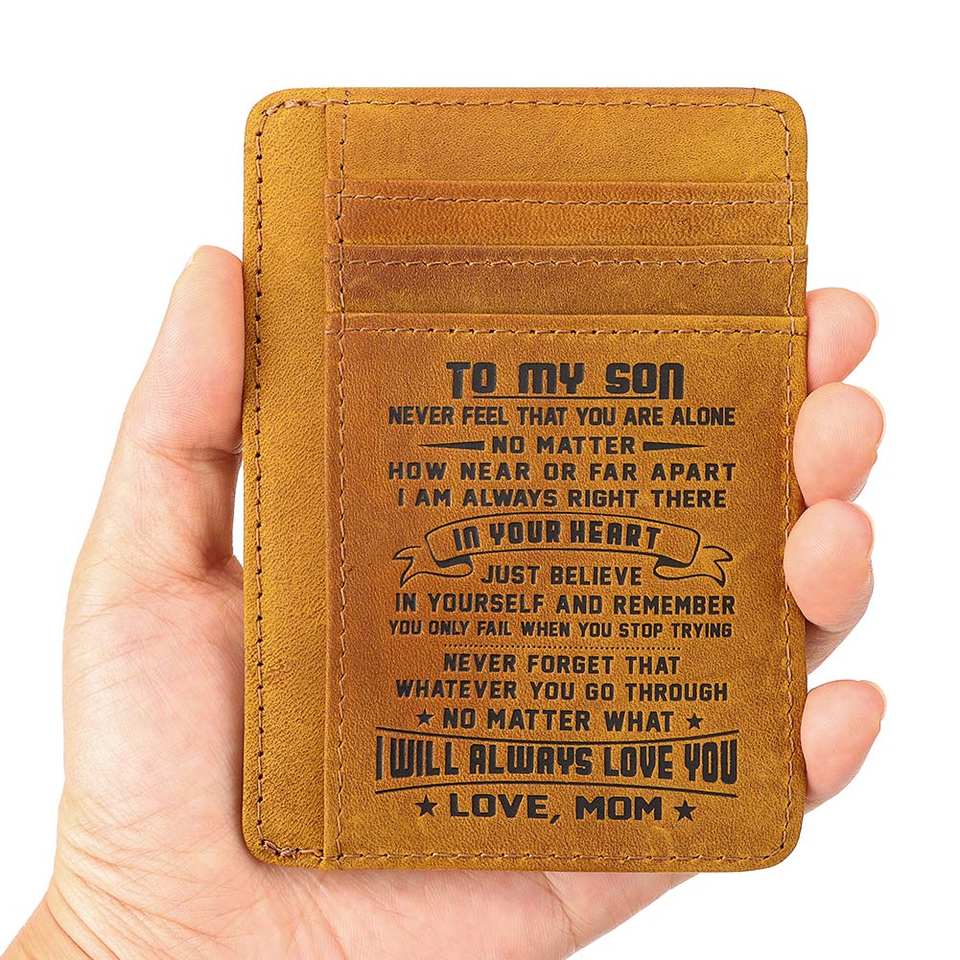 TO MY SON
NEVER FEEL THAT YOU ARE ALONE
NO MATTER
HOW NEAR OR FAR APART
I AM ALWAYS RIGHT THERE
IN YOUR HEART
JUST BELIEVE
IN YOURSELF AND REMEMBER
YOU ONLY FAIL WHEN YOU STOP TRYING
NEVER FORGET THAT
WHATEVER YOU GO THROUGH
NO MATTER WHAT
I WILL ALWAYS LOVE YOU
LOVE, MOM